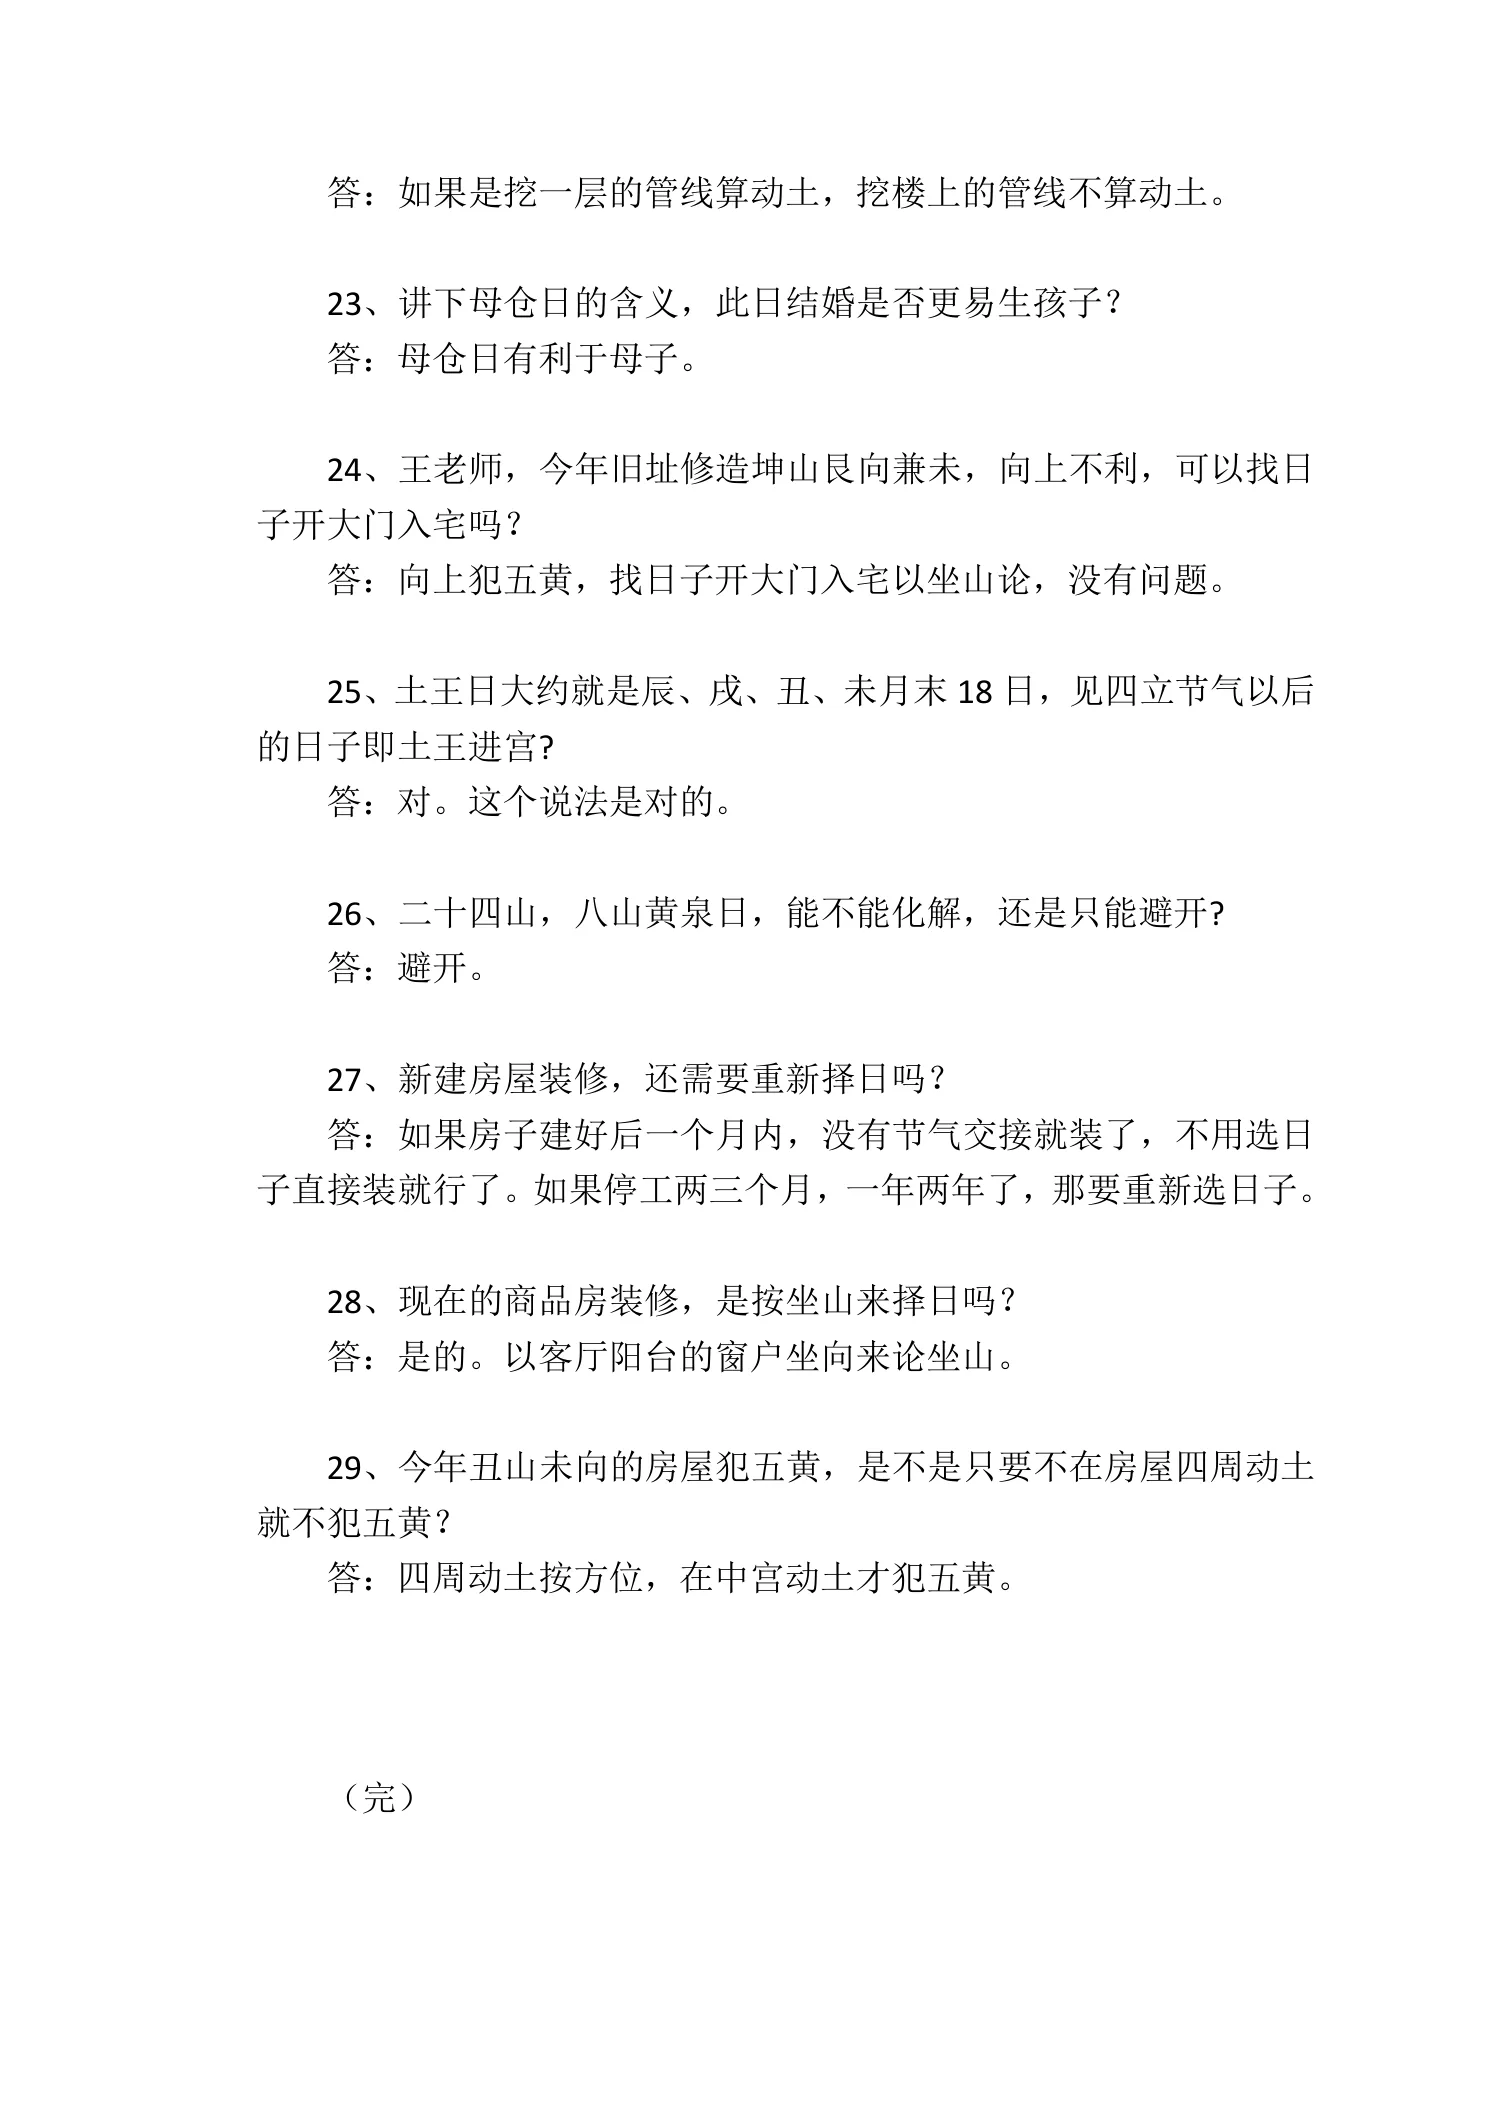 答：如果是挖一层的管线算动土，挖楼上的管线不算动土。
23、讲下母仓日的含义，此日结婚是否更易生孩子？
答：母仓日有利于母子。
24、王老师，今年旧址修造坤山艮向兼未，向上不利，可以找日
子开大门入宅吗？
答：向上犯五黄，找日子开大门入宅以坐山论，没有问题。
25、土王日大约就是辰、戌、丑、未月末 18 日，见四立节气以后
的日子即土王进宫?
答：对。这个说法是对的。
26、二十四山，八山黄泉日，能不能化解，还是只能避开?
答：避开。
27、新建房屋装修，还需要重新择日吗？
答：如果房子建好后一个月内，没有节气交接就装了，不用选日
子直接装就行了。如果停工两三个月，一年两年了，那要重新选日子。
28、现在的商品房装修，是按坐山来择日吗？
答：是的。以客厅阳台的窗户坐向来论坐山。
29、今年丑山未向的房屋犯五黄，是不是只要不在房屋四周动土
就不犯五黄？
答：四周动土按方位，在中宫动土才犯五黄。
（完）